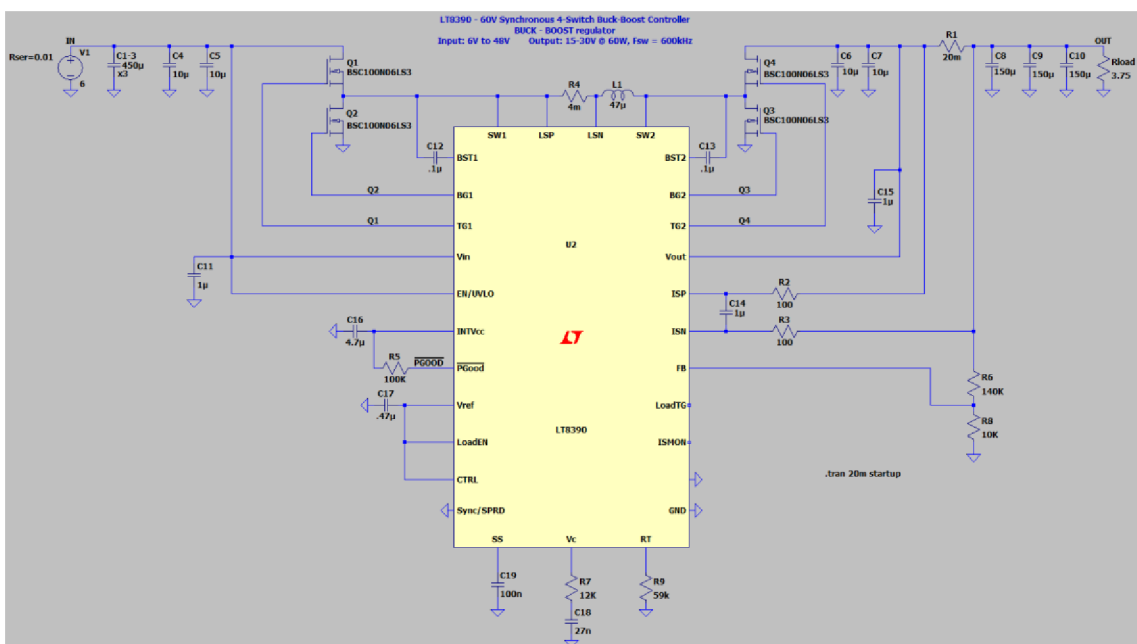 LT8390 - 60V Synchronous 4-Switch Buck-Boost Controller
BUCK - BOOST regulator
Input: 6V to 48V Output: 15-30V @ 60W, Fsw = 600kHz
IN
Rser=0.01
V1
6
C1-3
450µ
x3
C4
10µ
C5
10µ
Q1
BSC100N06LS3
Q2
BSC100N06LS3
R4
4m
L1
47µ
Q4
BSC100N06LS3
Q3
BSC100N06LS3
C6
10µ
C7
10µ
R1
20m
C8
150µ
C9
150µ
C10
150µ
OUT
Rload
3.75
SW1
LSP
LSN
SW2
C12
.1µ
BST1
BST2
C13
.1µ
Q2
BG1
BG2
Q3
Q1
TG1
TG2
Q4
C15
1µ
U2
Vin
Vout
C11
1µ
EN/UVLO
ISP
R2
100
C14
1µ
C16
4.7µ
INTVcc
ISN
R3
100
R5
100K
PGOOD
PGood
FB
R6
140K
C17
.47µ
Vref
LoadTG
R8
10K
LT8390
LoadEN
ISMON
CTRL
.tran 20m startup
Sync/SPRD
GND
SS
Vc
RT
C19
100n
R7
12K
R9
59k
C18
27n